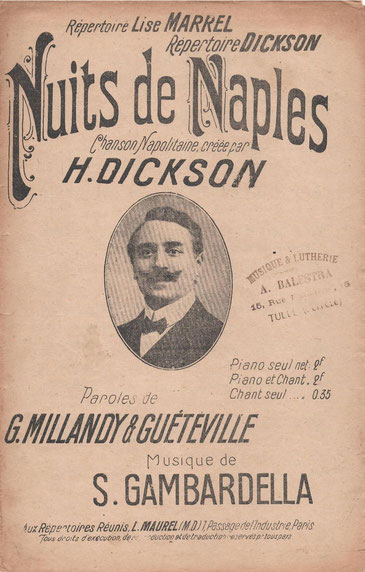 Répertoire Lise MARKEL
Répertoire DICKSON
Nuits de Naples
Chanson Napolitaine, créée par
H. DICKSON
MUSIQUE & LUTHERIE
A. BALESTRA
15, Rue
TULLE
Piano seul net. 2f
Piano et Chant. 2f
Chant seul .... 0.35
Paroles de
G. MILLANDY & GUÉTEVILLE
Musique de
S. GAMBARDELLA
Aux Répertoires Réunis, L. MAUREL (M.D.) 7, Passage de l'Industrie, Paris
Tous droits d'exécution, de reproduction et de traduction réservés p. tous pays